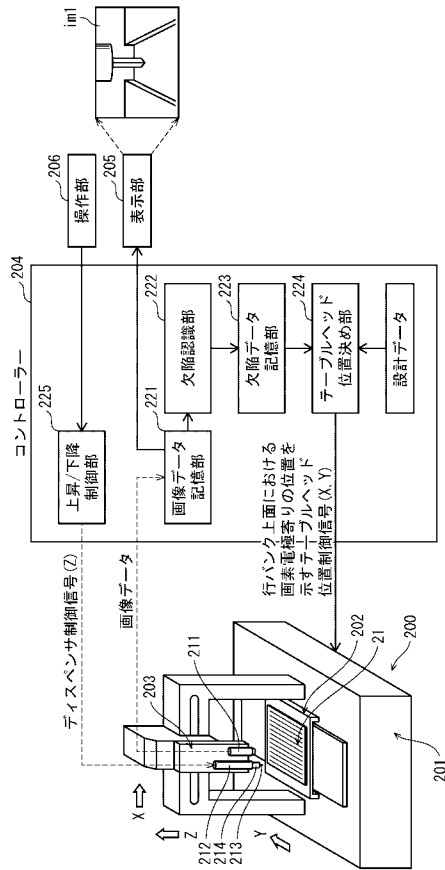 im1
206
操作部
205
表示部
204
コントローラー
225
上昇/下降
制御部
221
画像データ
記憶部
222
欠陥認識部
223
欠陥データ
記憶部
224
テーブルヘッド
位置決め部
設計データ
ディスペンサ制御信号(Z)
画像データ
行バンク上面における
画素電極寄りの位置を
示すテーブルヘッド
位置制御信号(X、Y)
X
Z
Y
203
211
212
214
213
202
21
200
201